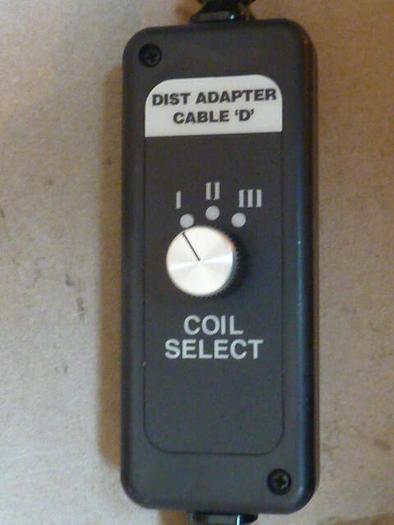 DIST ADAPTER
CABLE 'D'
I II III
COIL
SELECT